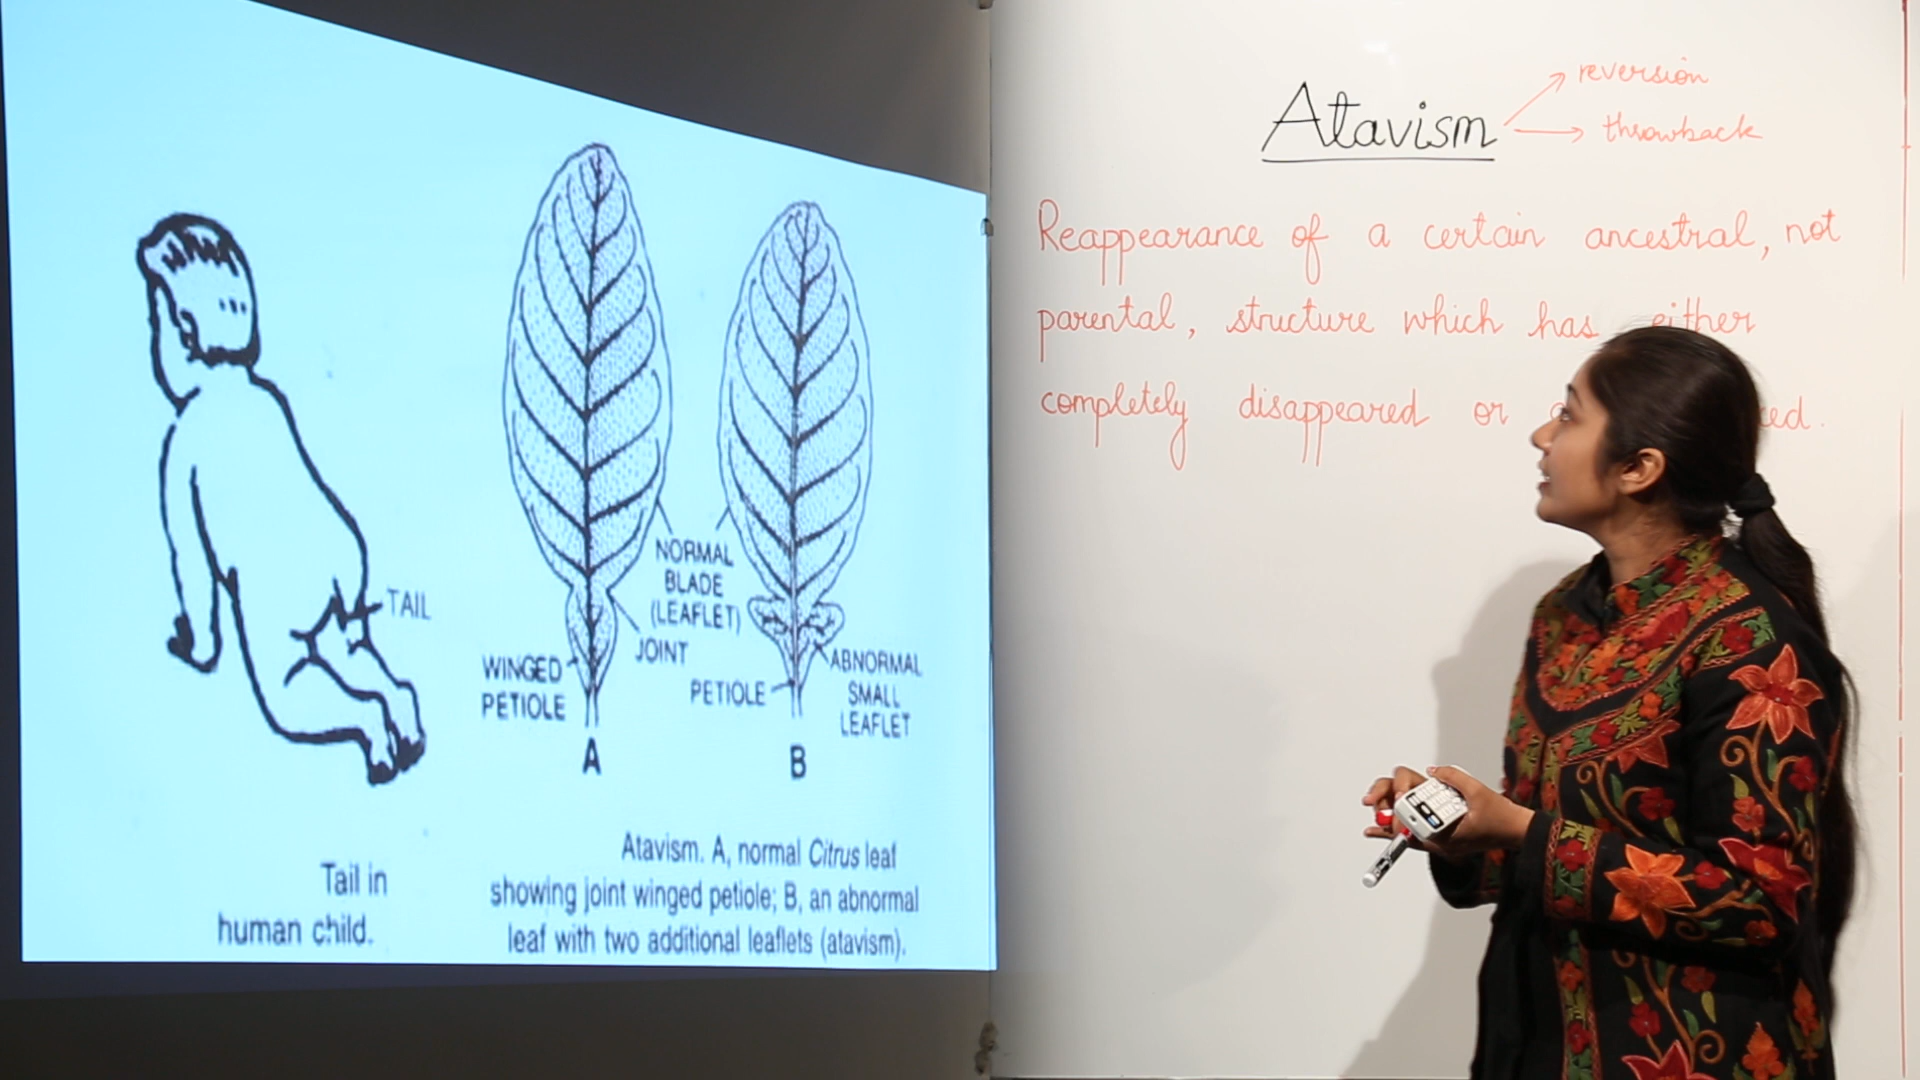 TAIL
NORMAL
BLADE
(LEAFLET)
JOINT
WINGED
PETIOLE
PETIOLE
ABNORMAL
SMALL
LEAFLET
A
B
Tail in
human child.
Atavism. A, normal Citrus leaf
showing joint winged petiole; B, an abnormal
leaf with two additional leaflets (atavism).
Atavism
reversion
throwback
Reappearance of a certain ancestral, not
parental, structure which has either
completely disappeared or